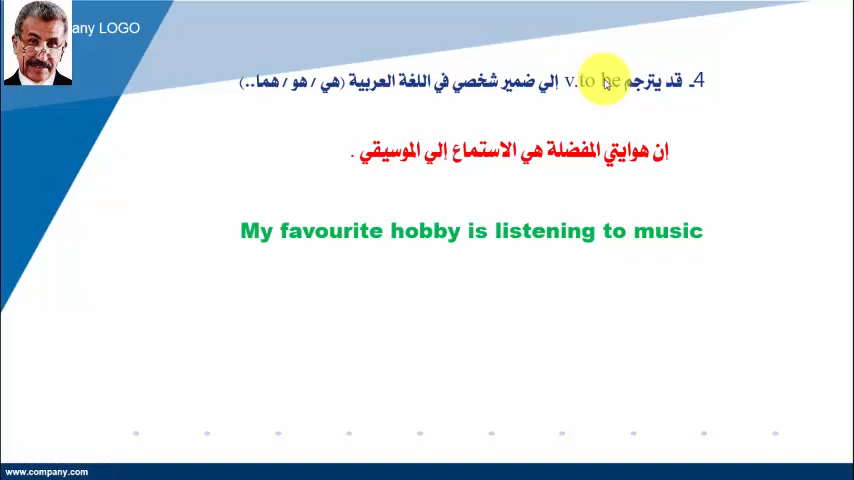 any LOGO
4ـ قد يترجم v.to be إلي ضمير شخصي في اللغة العربية (هي / هو / هما..)
إن هوايتي المفضلة هي الاستماع إلي الموسيقي .
My favourite hobby is listening to music
www.company.com